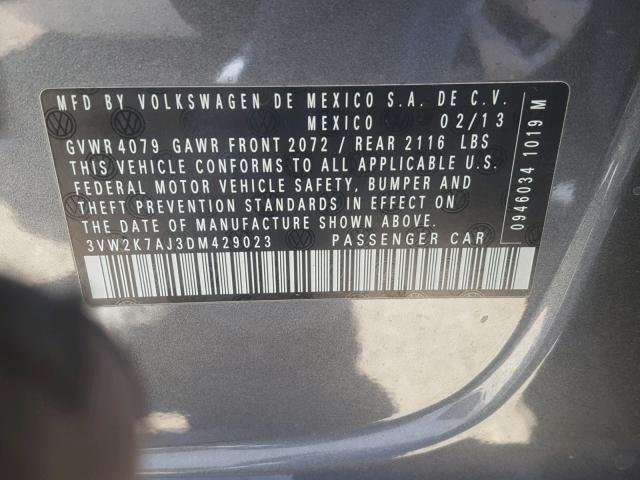 MFD BY VOLKSWAGEN DE MEXICO S.A. DE C.V.
MEXICO 02/13
GVWR 4079 GAWR FRONT 2072 / REAR 2116 LBS
THIS VEHICLE CONFORMS TO ALL APPLICABLE U.S.
FEDERAL MOTOR VEHICLE SAFETY, BUMPER AND
THEFT PREVENTION STANDARDS IN EFFECT ON
THE DATE OF MANUFACTURE SHOWN ABOVE.
3VW2K7AJ3DM429023 PASSENGER CAR
0946034 1019 M